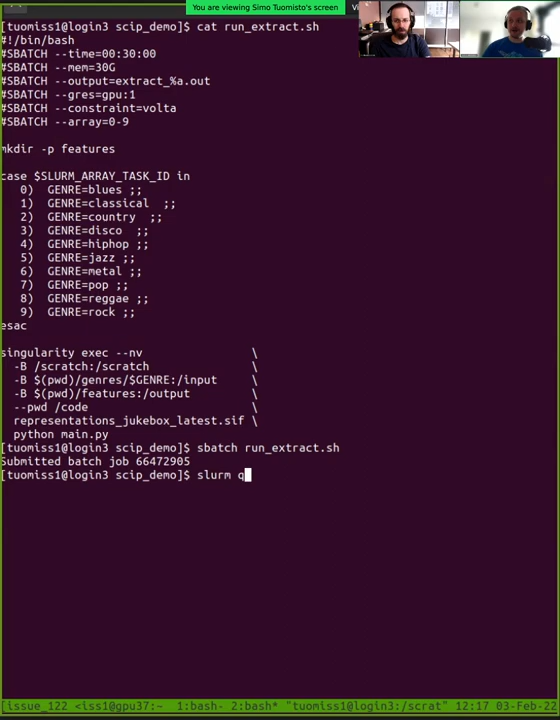 You are viewing Simo Tuomisto's screen
[tuomiss1@login3 scip_demo]$ cat run_extract.sh
#!/bin/bash
#SBATCH --time=00:30:00
#SBATCH --mem=30G
#SBATCH --output=extract_%a.out
#SBATCH --gres=gpu:1
#SBATCH --constraint=volta
#SBATCH --array=0-9
mkdir -p features
case $SLURM_ARRAY_TASK_ID in
0) GENRE=blues ;;
1) GENRE=classical ;;
2) GENRE=country ;;
3) GENRE=disco ;;
4) GENRE=hiphop ;;
5) GENRE=jazz ;;
6) GENRE=metal ;;
7) GENRE=pop ;;
8) GENRE=reggae ;;
9) GENRE=rock ;;
esac
singularity exec --nv \
-B /scratch:/scratch \
-B $(pwd)/genres/$GENRE:/input \
-B $(pwd)/features:/output \
--pwd /code \
representations_jukebox_latest.sif \
python main.py
[tuomiss1@login3 scip_demo]$ sbatch run_extract.sh
Submitted batch job 66472905
[tuomiss1@login3 scip_demo]$ slurm q
[issue_122 <iss1@gpu37:~ 1:bash- 2:bash* "tuomiss1@login3:/scrat" 12:17 03-Feb-22